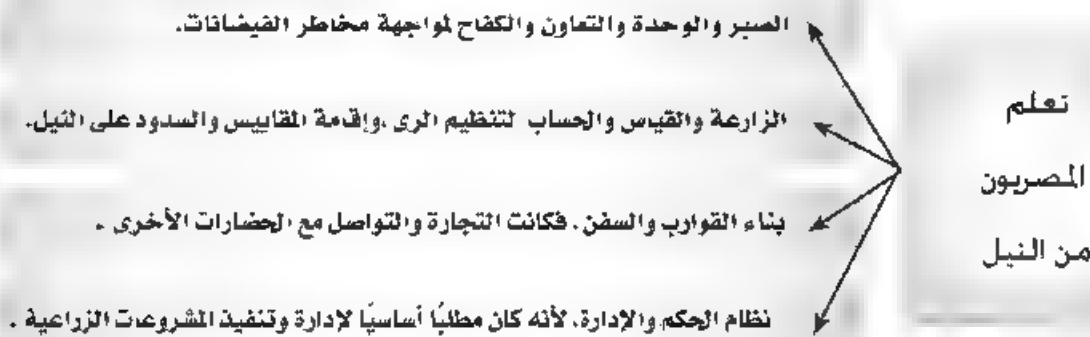 تعلم
المصريون
من النيل
الصبر والوحدة والتعاون والكفاح لمواجهة مخاطر الفيضانات.
الزارعة والقياس والحساب لتنظيم الرى .وإقامة المقاييس والسدود على النيل.
بناء القوارب والسفن . فكانت التجارة والتواصل مع الحضارات الأخرى .
نظام الحكم والإدارة. لأنه كان مطلبًا أساسيًا لإدارة وتنفيذ المشروعات الزراعية .